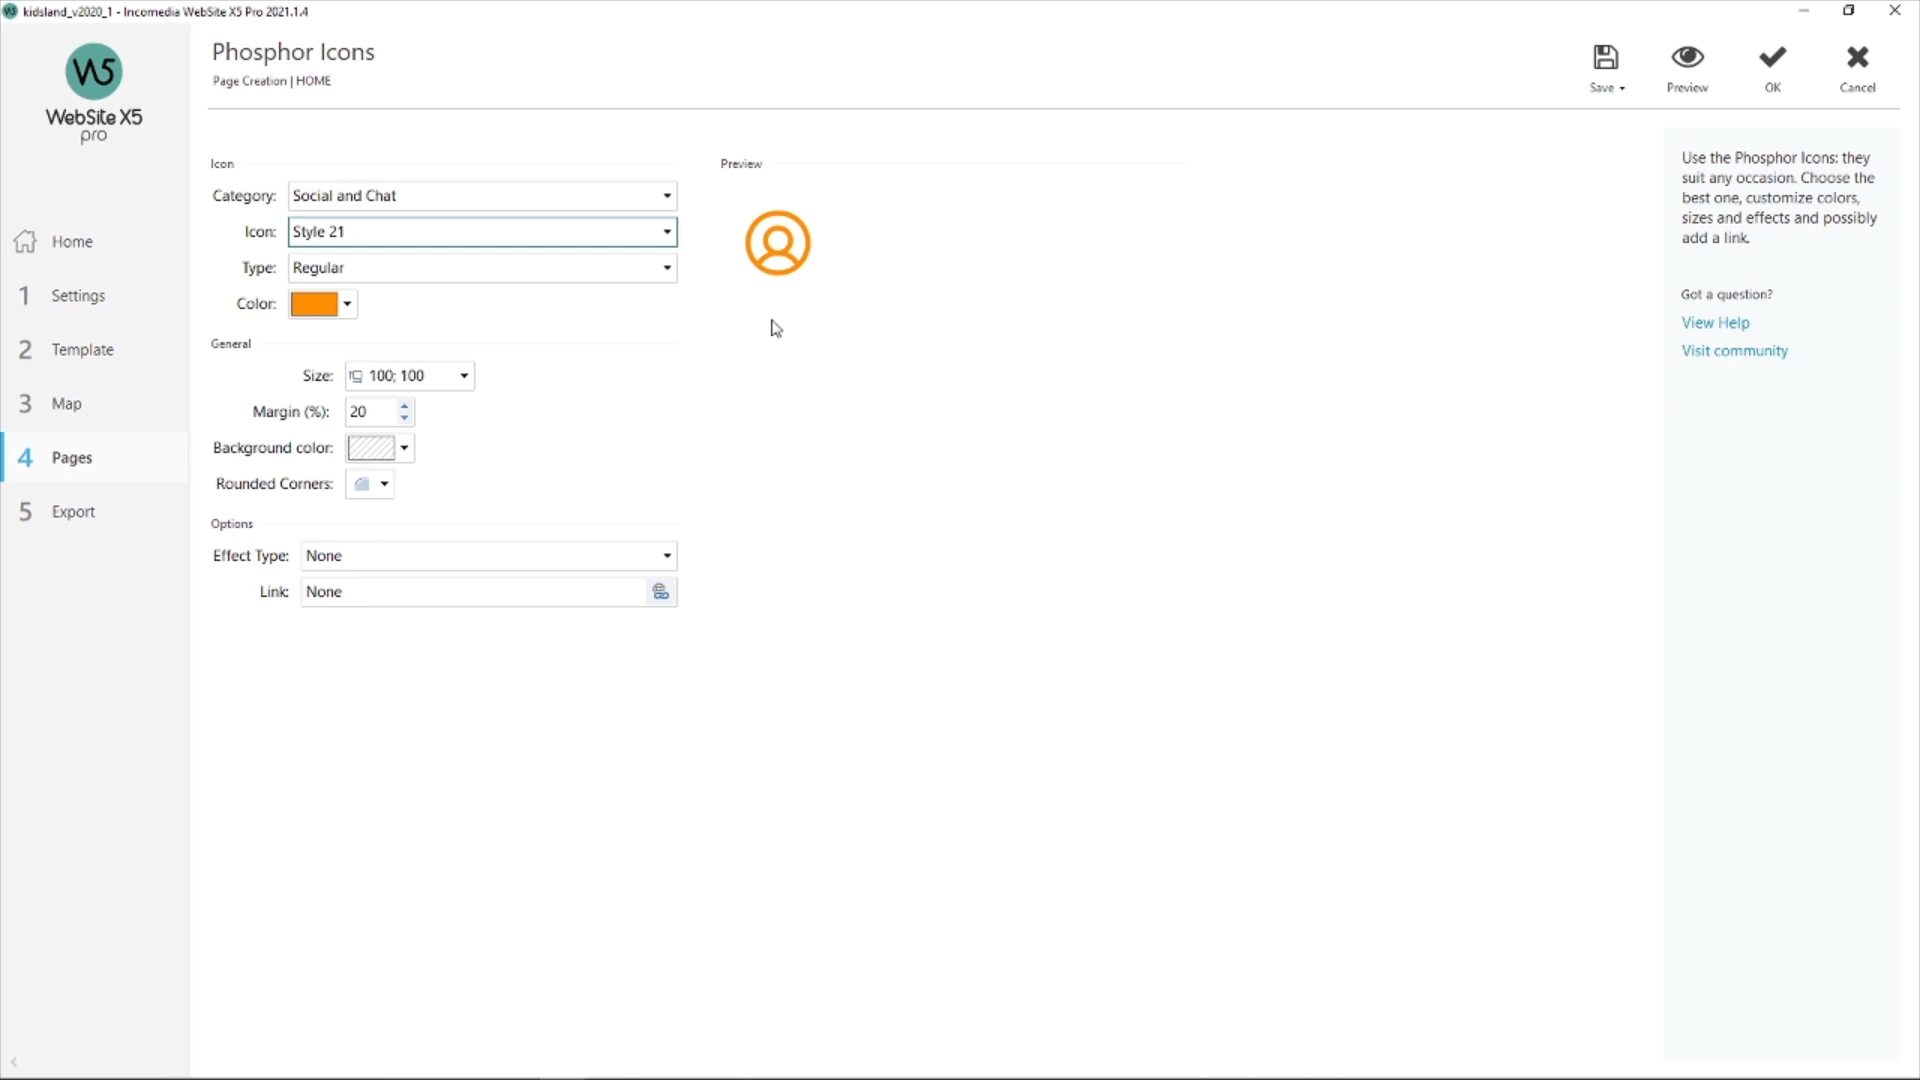 kidsland_v2020_1 - Incomedia WebSite X5 Pro 2021.1.4
W5
WebSite X5
pro
Home
1 Settings
2 Template
3 Map
4 Pages
5 Export
Phosphor Icons
Page Creation | HOME
Save
Preview
OK
Cancel
Icon
Category: Social and Chat
Icon: Style 21
Type: Regular
Color:
General
Size: 100; 100
Margin (%): 20
Background color:
Rounded Corners:
Options
Effect Type: None
Link: None
Preview
Use the Phosphor Icons: they
suit any occasion. Choose the
best one, customize colors,
sizes and effects and possibly
add a link.
Got a question?
View Help
Visit community